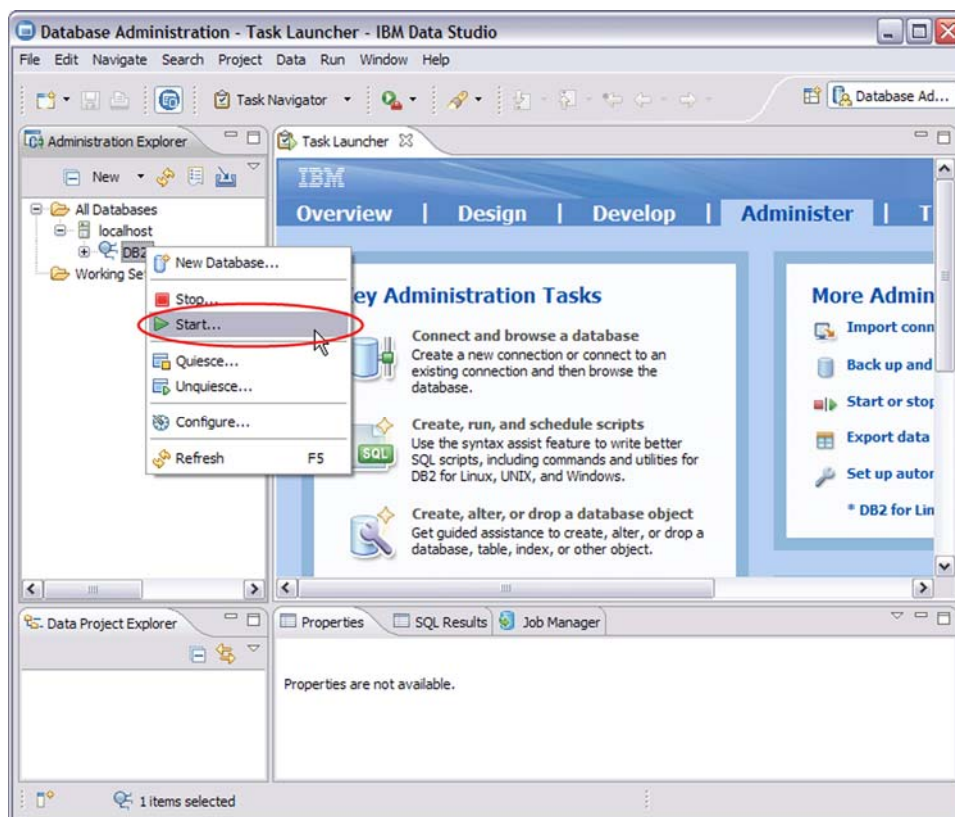 Database Administration - Task Launcher - IBM Data Studio
File Edit Navigate Search Project Data Run Window Help
Task Navigator
Database Ad...
Administration Explorer
Task Launcher
New
IBM
Overview | Design | Develop | Administer | T
All Databases
localhost
DB2
Working Se
New Database...
Stop...
Start...
Quiesce...
Unquiesce...
Configure...
Refresh F5
ey Administration Tasks
Connect and browse a database
Create a new connection or connect to an
existing connection and then browse the
database.
Create, run, and schedule scripts
Use the syntax assist feature to write better
SQL scripts, including commands and utilities for
DB2 for Linux, UNIX, and Windows.
SQL
Create, alter, or drop a database object
Get guided assistance to create, alter, or drop a
database, table, index, or other object.
More Admin
Import conn
Back up and
Start or stop
Export data
Set up autor
* DB2 for Lin
Data Project Explorer
Properties
SQL Results
Job Manager
Properties are not available.
1 items selected